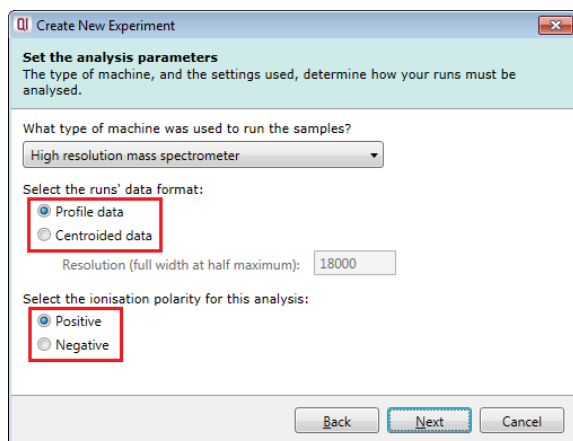 QI Create New Experiment
Set the analysis parameters
The type of machine, and the settings used, determine how your runs must be
analysed.
What type of machine was used to run the samples?
High resolution mass spectrometer
Select the runs' data format:
Profile data
Centroided data
Resolution (full width at half maximum): 18000
Select the ionisation polarity for this analysis:
Positive
Negative
Back Next Cancel